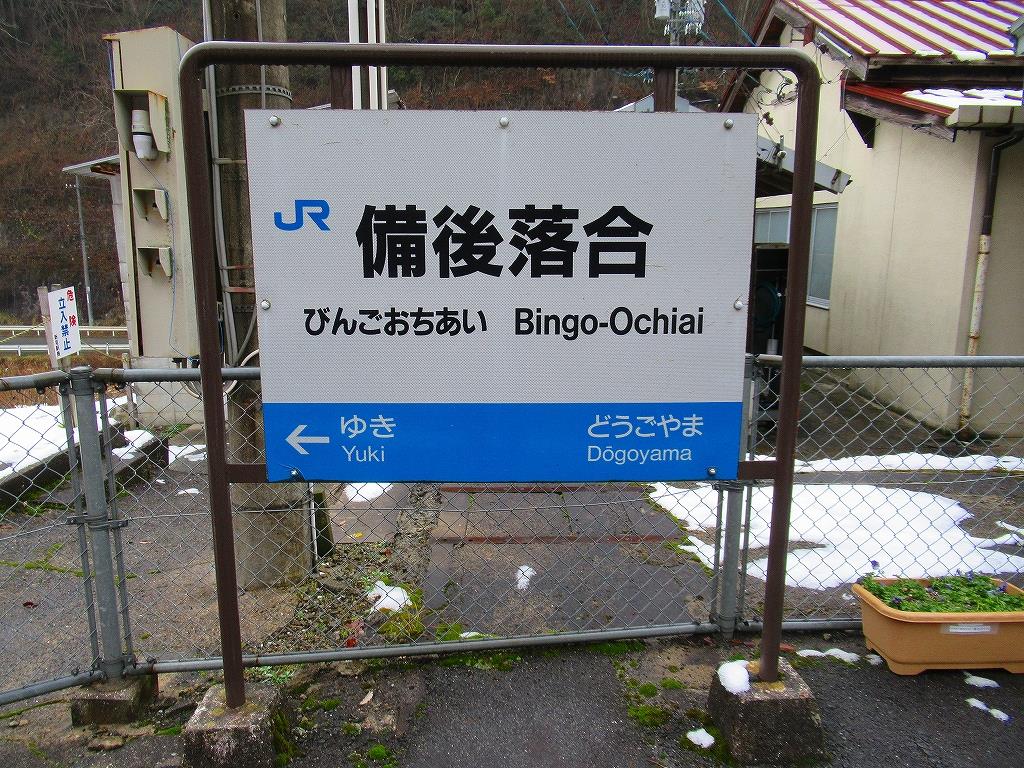 JR 備後落合
びんごおちあい Bingo-Ochiai
← ゆき どうごやま
Yuki Dōgoyama
危険
立入禁止